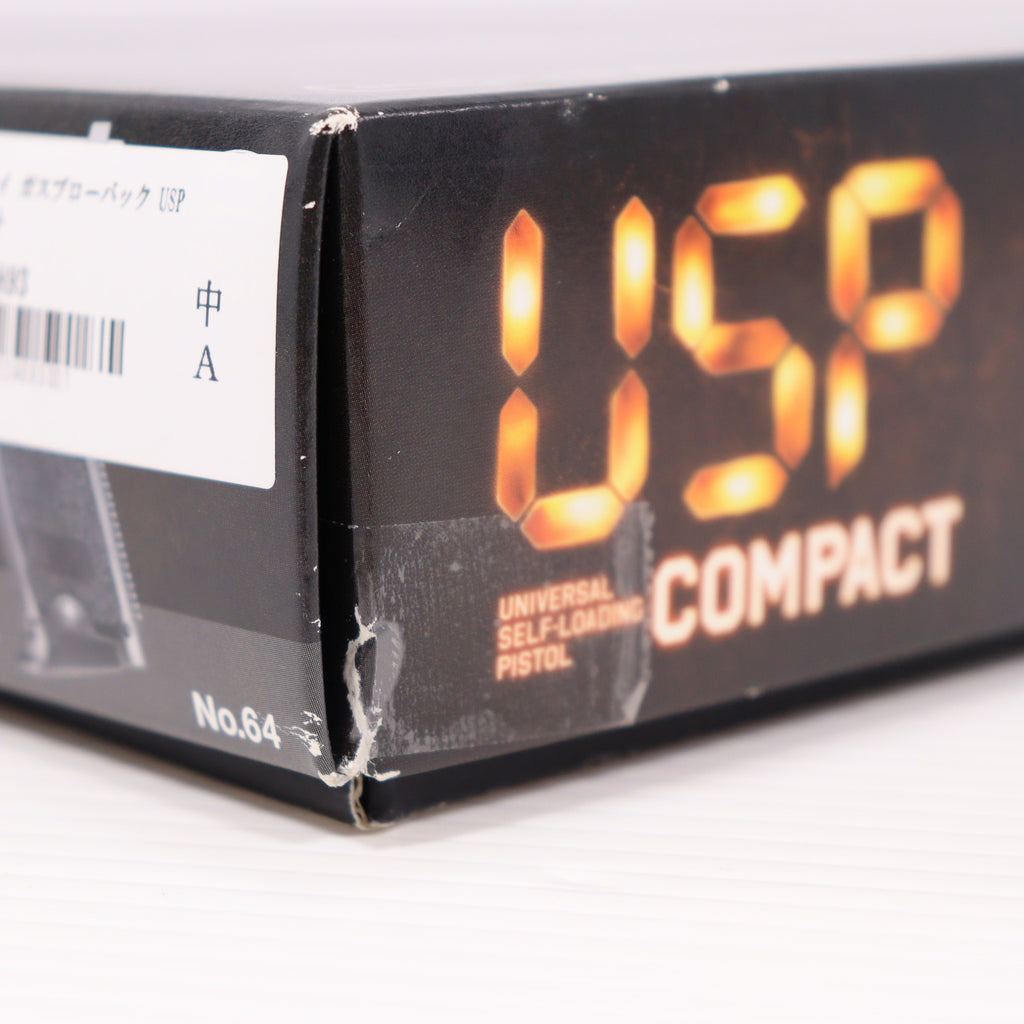 ガスブローバック USP
中
A
No.64
USP
COMPACT
UNIVERSAL
SELF-LOADING
PISTOL